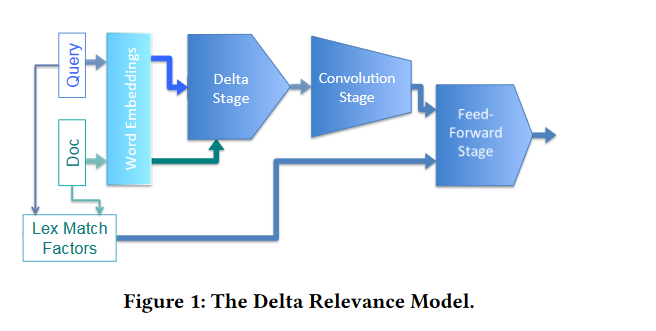 Query
Doc
Word Embeddings
Delta
Stage
Convolution
Stage
Feed-
Forward
Stage
Lex Match
Factors
Figure 1: The Delta Relevance Model.